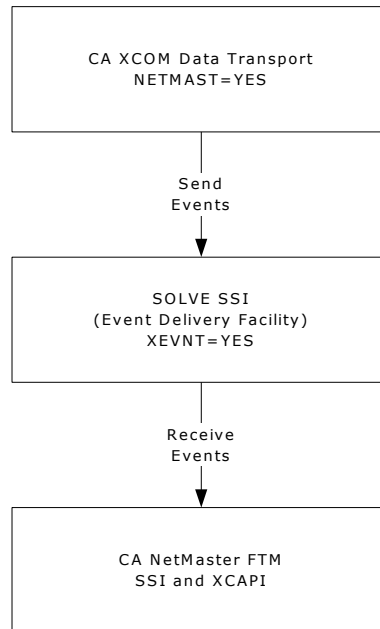 CA XCOM Data Transport
NETMAST=YES
Send
Events
SOLVE SSI
(Event Delivery Facility)
XEVNT=YES
Receive
Events
CA NetMaster FTM
SSI and XCAPI